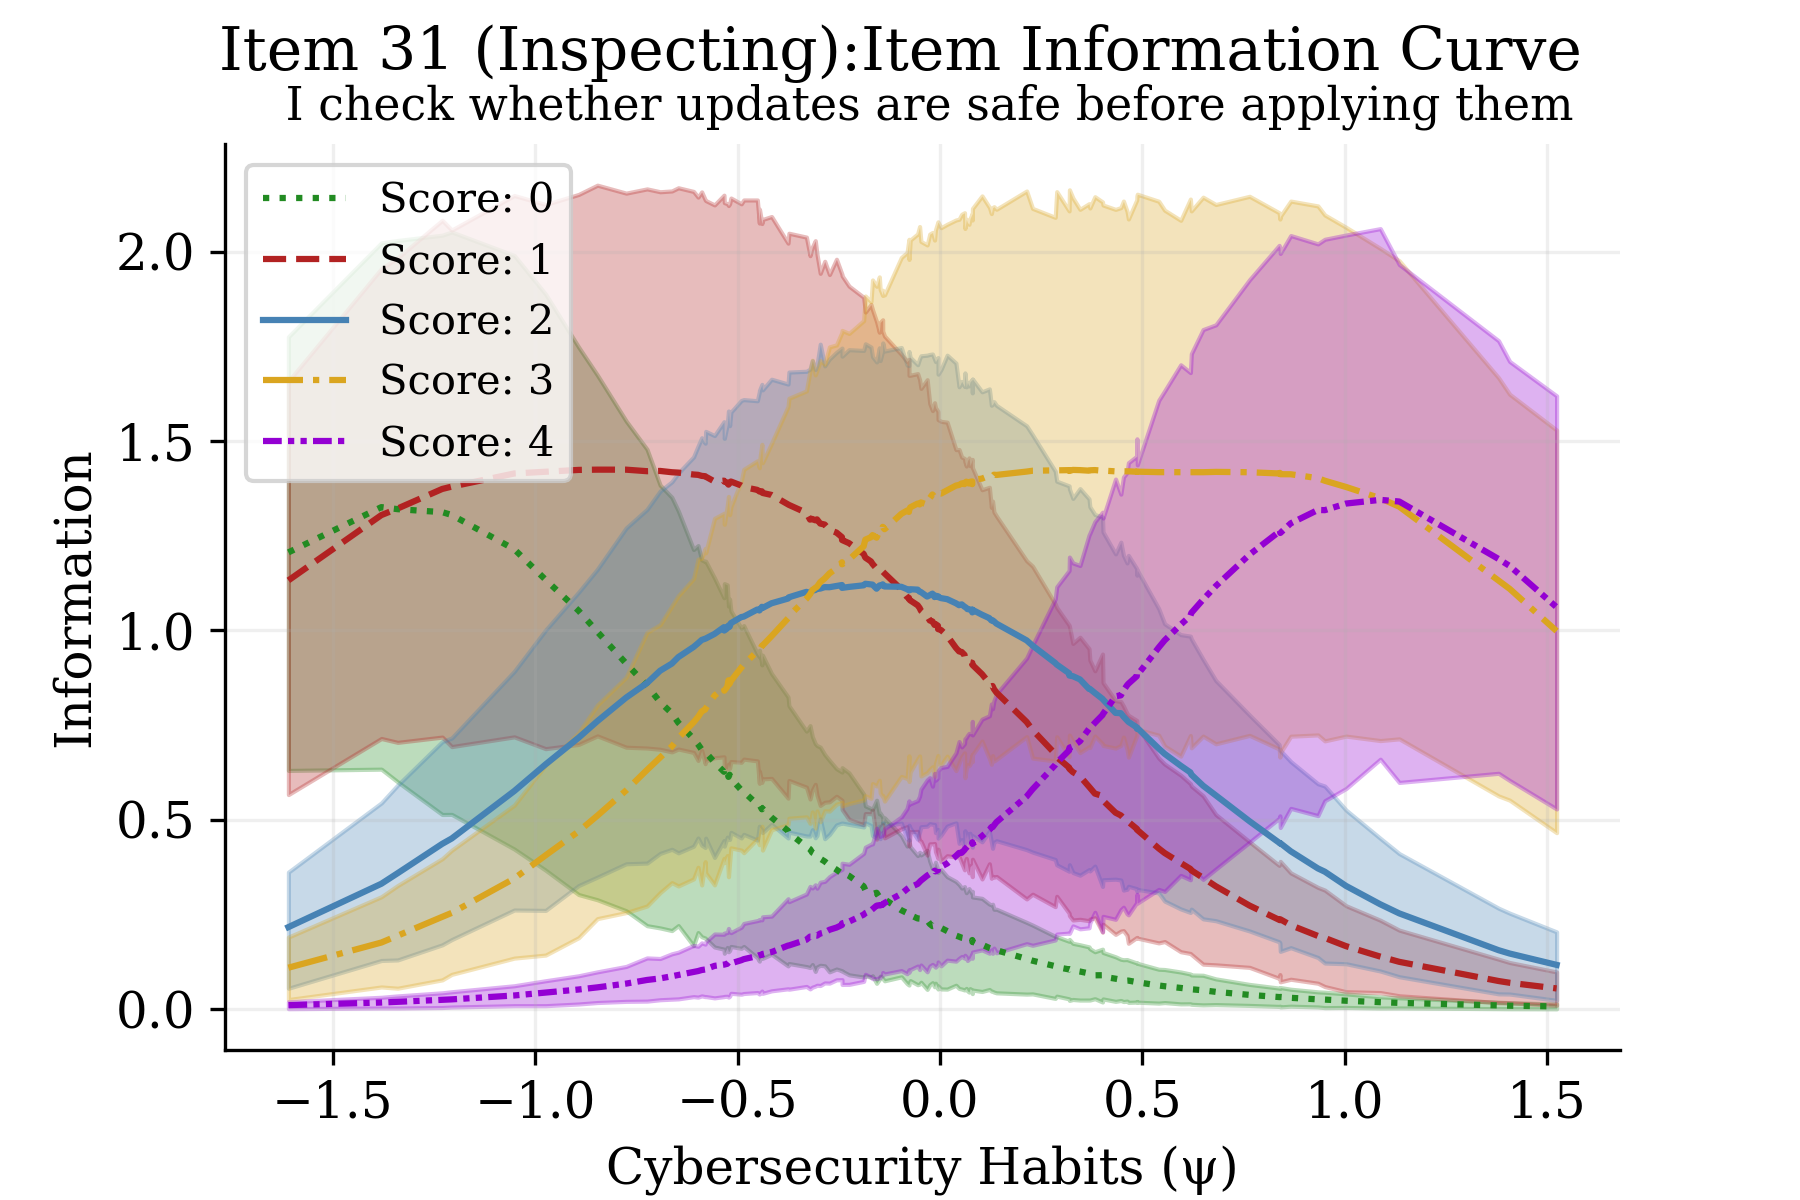 Item 31 (Inspecting):Item Information Curve
I check whether updates are safe before applying them
Score: 0
Score: 1
Score: 2
Score: 3
Score: 4
Information
2.0
1.5
1.0
0.5
0.0
−1.5 −1.0 −0.5 0.0 0.5 1.0 1.5
Cybersecurity Habits (ψ)